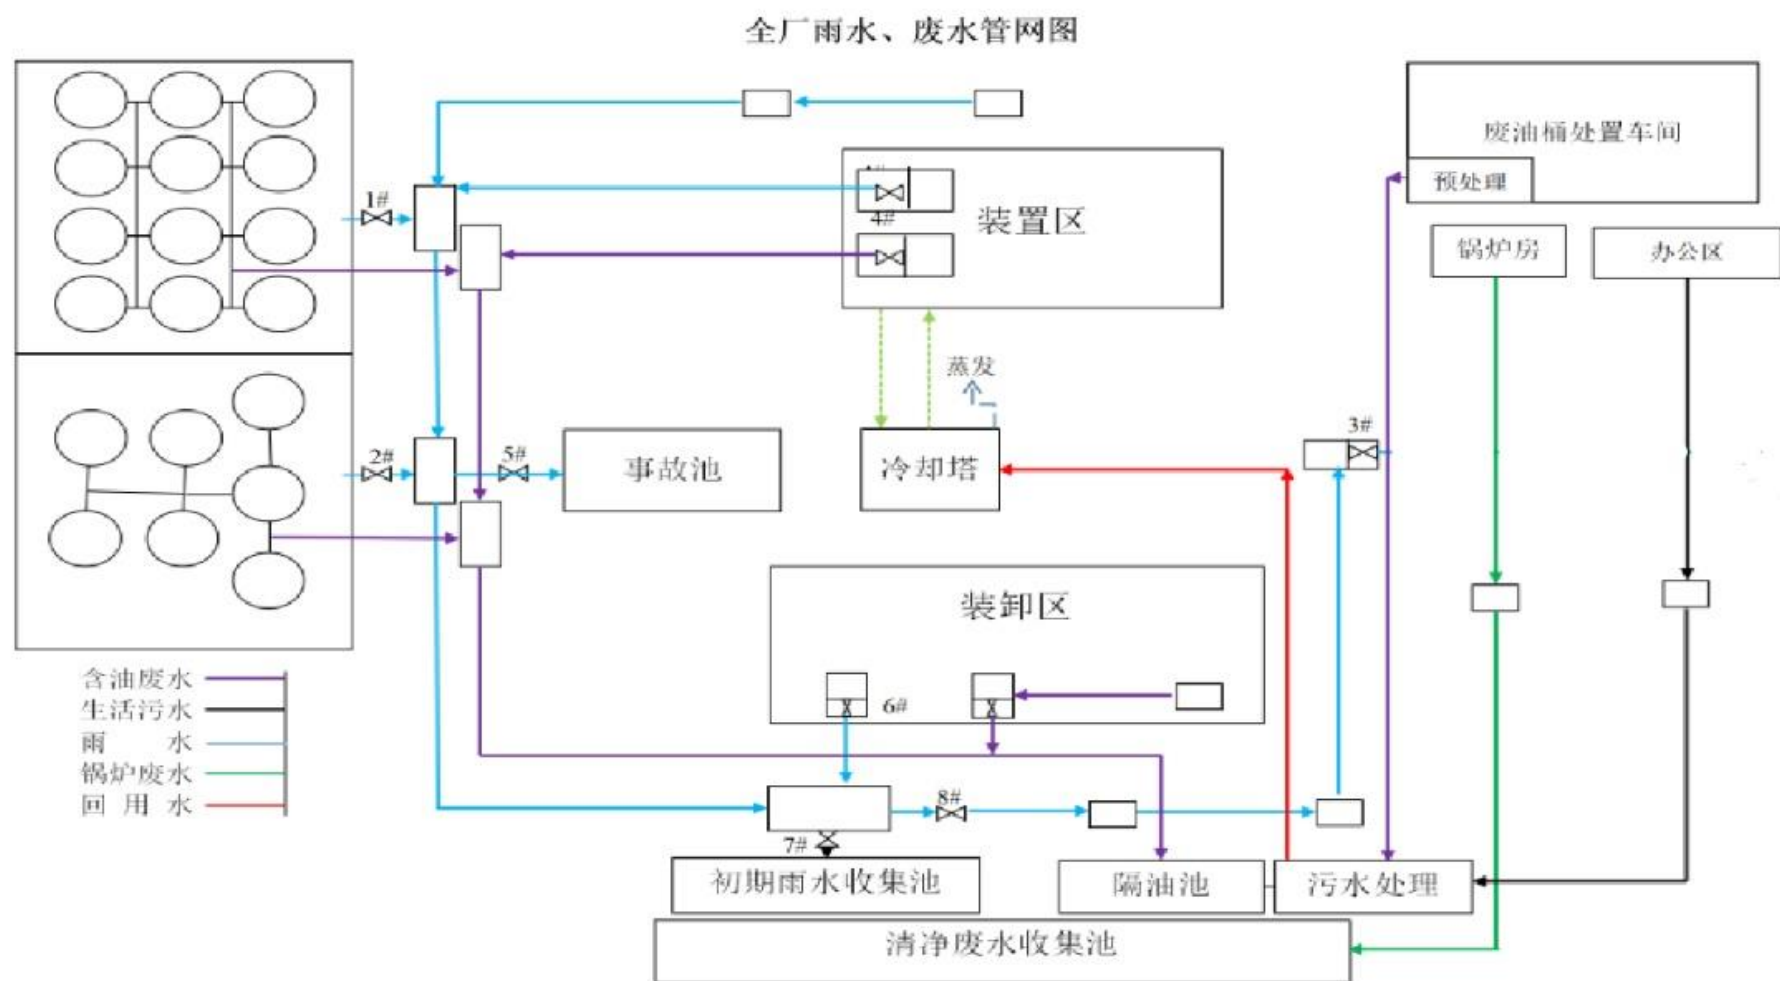 全厂雨水、废水管网图
废油桶处置车间
预处理
1#
4#
装置区
锅炉房
办公区
蒸发
2#
5#
事故池
冷却塔
3#
装卸区
6#
含油废水
生活污水
雨 水
锅炉废水
回 用 水
8#
7#
初期雨水收集池
隔油池
污水处理
清净废水收集池